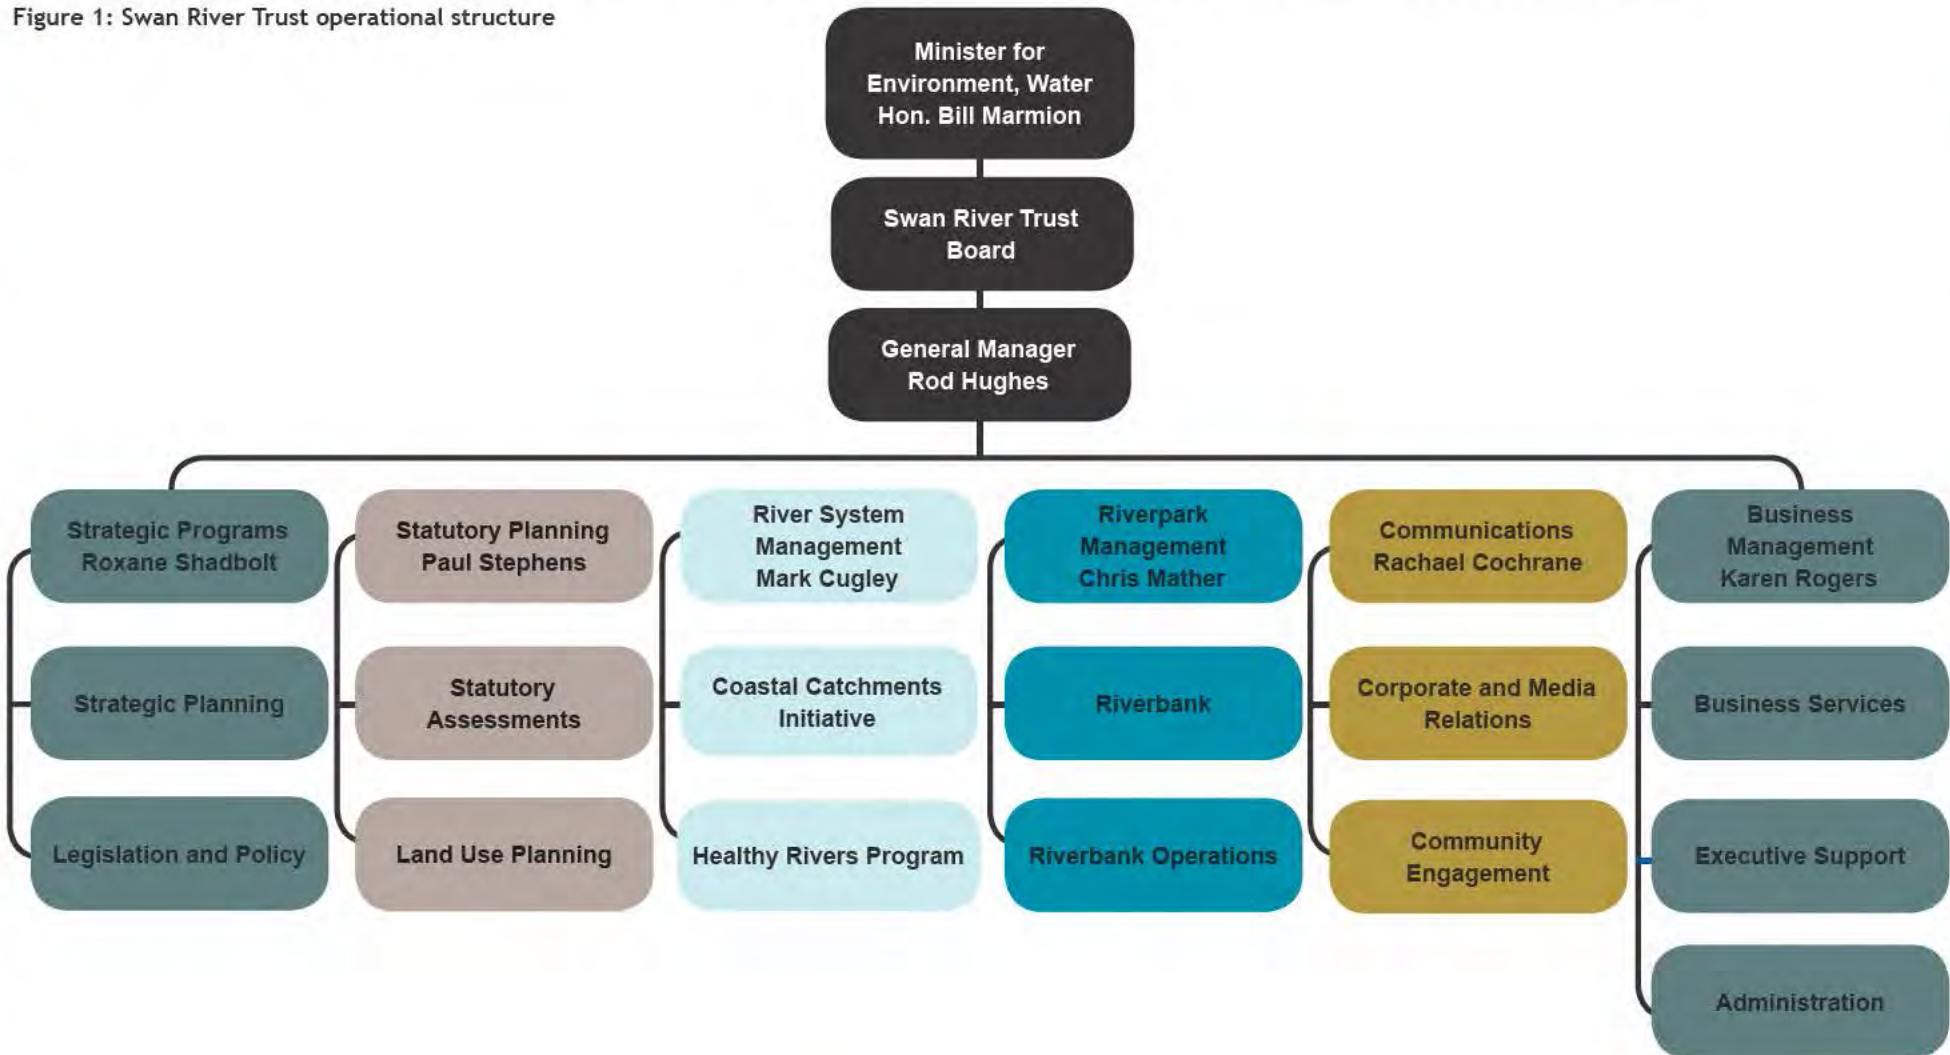 Figure 1: Swan River Trust operational structure
Minister for
Environment, Water
Hon. Bill Marmion
Swan River Trust
Board
General Manager
Rod Hughes
Strategic Programs
Roxane Shadbolt
Statutory Planning
Paul Stephens
River System
Management
Mark Cugley
Riverpark
Management
Chris Mather
Communications
Rachael Cochrane
Business
Management
Karen Rogers
Strategic Planning
Statutory
Assessments
Coastal Catchments
Initiative
Riverbank
Corporate and Media
Relations
Business Services
Legislation and Policy
Land Use Planning
Healthy Rivers Program
Riverbank Operations
Community
Engagement
Executive Support
Administration